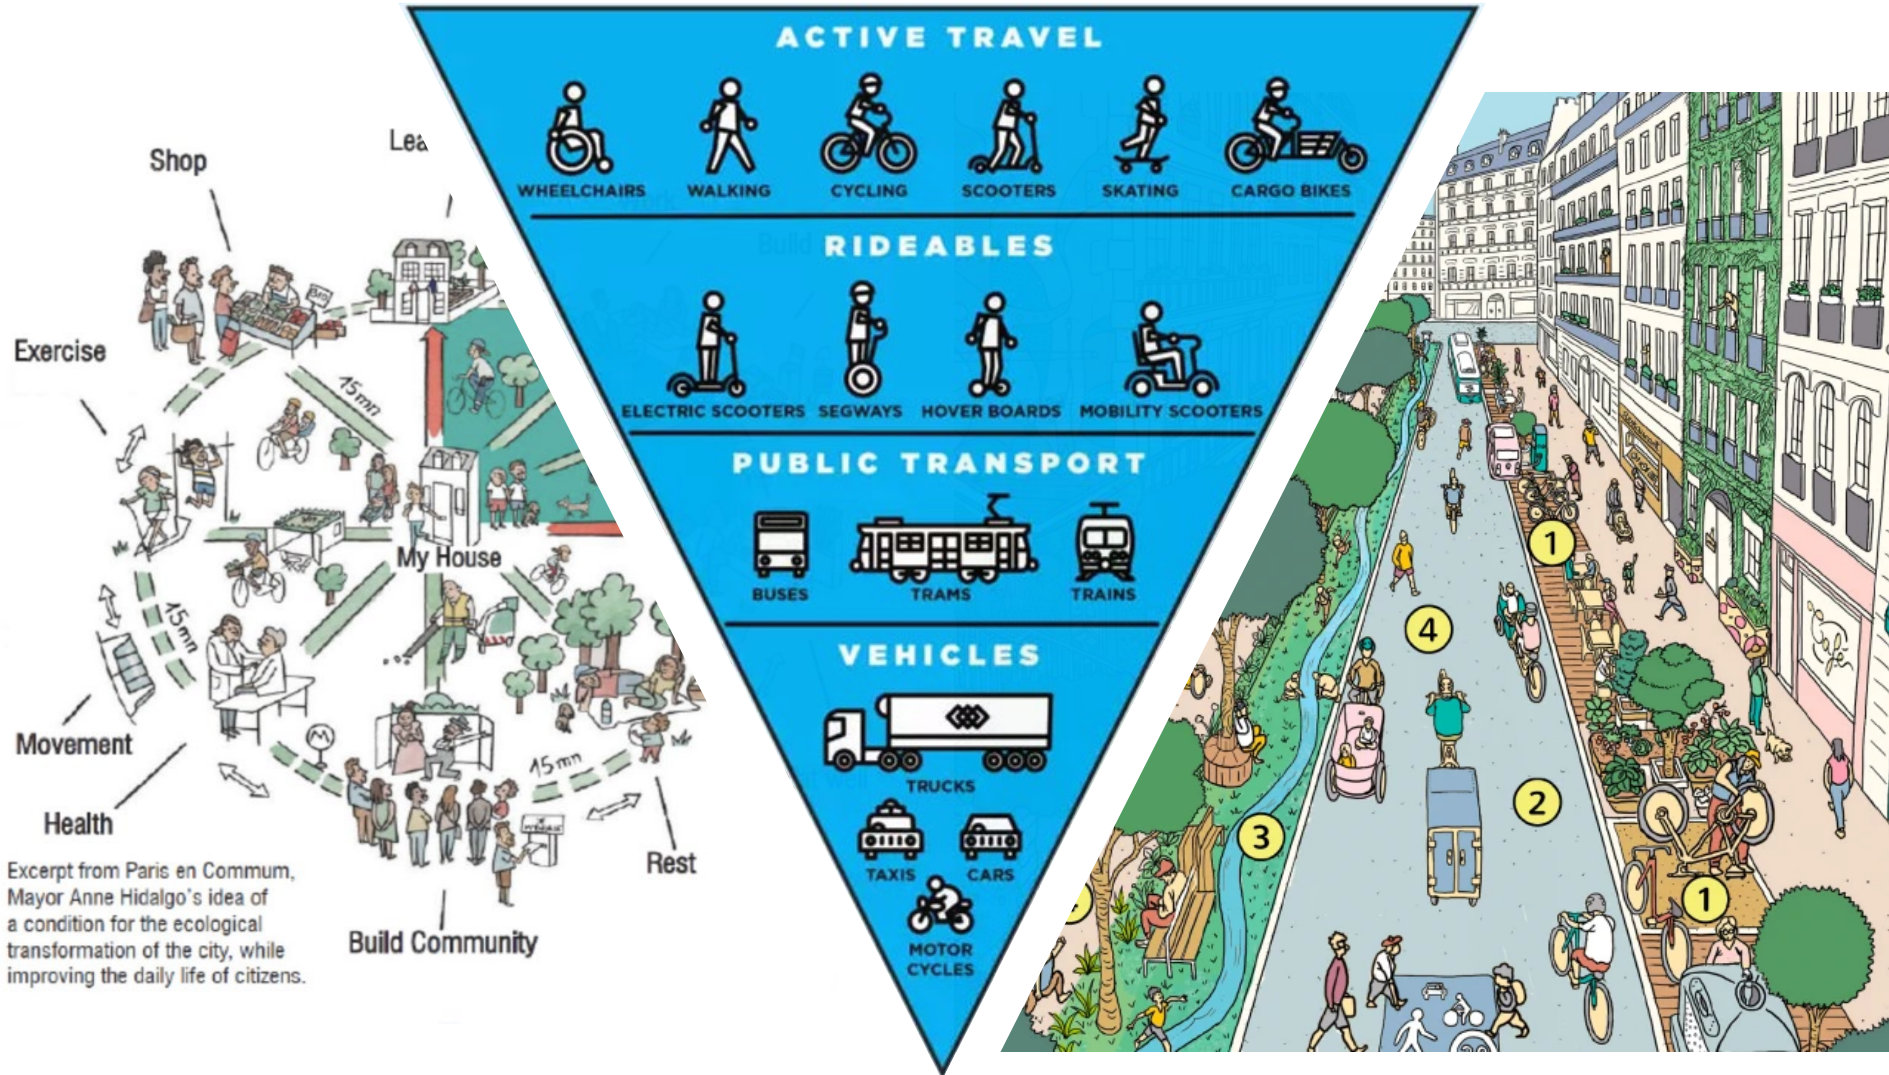 Shop
Lea
Exercise
15mn
My House
15mn
Movement
Health
15mn
Rest
Build Community
Excerpt from Paris en Commum,
Mayor Anne Hidalgo's idea of
a condition for the ecological
transformation of the city, while
improving the daily life of citizens.
ACTIVE TRAVEL
WHEELCHAIRS WALKING CYCLING SCOOTERS SKATING CARGO BIKES
RIDEABLES
ELECTRIC SCOOTERS SEGWAYS HOVER BOARDS MOBILITY SCOOTERS
PUBLIC TRANSPORT
BUSES TRAMS TRAINS
VEHICLES
TRUCKS
TAXIS CARS
MOTOR
CYCLES
1
4
2
3
1
Café